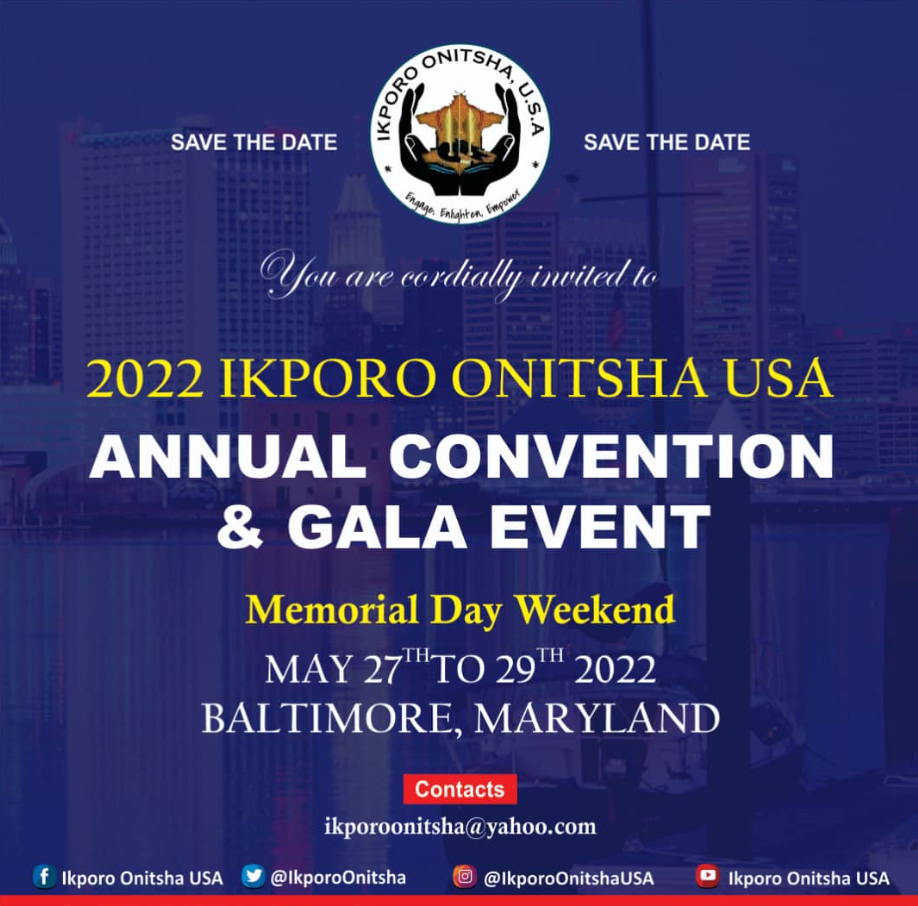 IKPORO ONITSHA, U.S.A
Engage, Enlighten, Empower
SAVE THE DATE
SAVE THE DATE
You are cordially invited to
2022 IKPORO ONITSHA USA
ANNUAL CONVENTION
& GALA EVENT
Memorial Day Weekend
MAY 27TH TO 29TH 2022
BALTIMORE, MARYLAND
Contacts
ikporoonitsha@yahoo.com
Ikporo Onitsha USA @IkporoOnitsha @IkporoOnitshaUSA Ikporo Onitsha USA